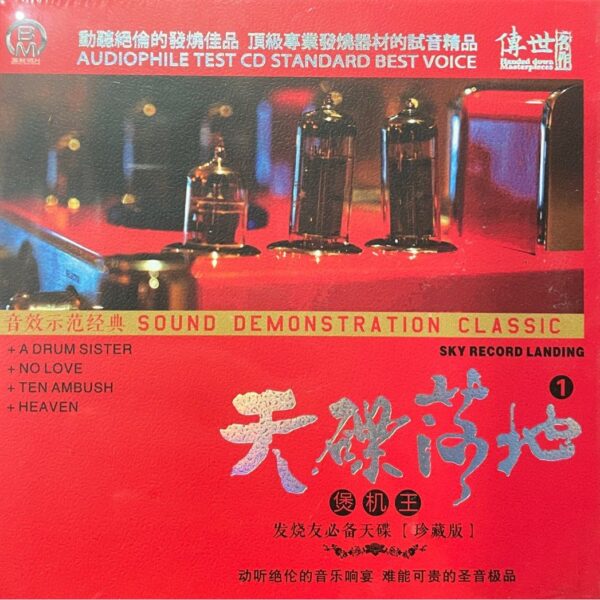 BM
動聽絕倫的發燒佳品 頂級專業發燒器材的試音精品
AUDIOPHILE TEST CD STANDARD BEST VOICE
傳世名作
Handed down
Masterpieces
音效示范经典 SOUND DEMONSTRATION CLASSIC
SKY RECORD LANDING
+ A DRUM SISTER
+ NO LOVE
+ TEN AMBUSH
+ HEAVEN
1
天碟落地
煲机王
发烧友必备天碟【珍藏版】
动听绝伦的音乐响宴 难能可贵的圣音极品